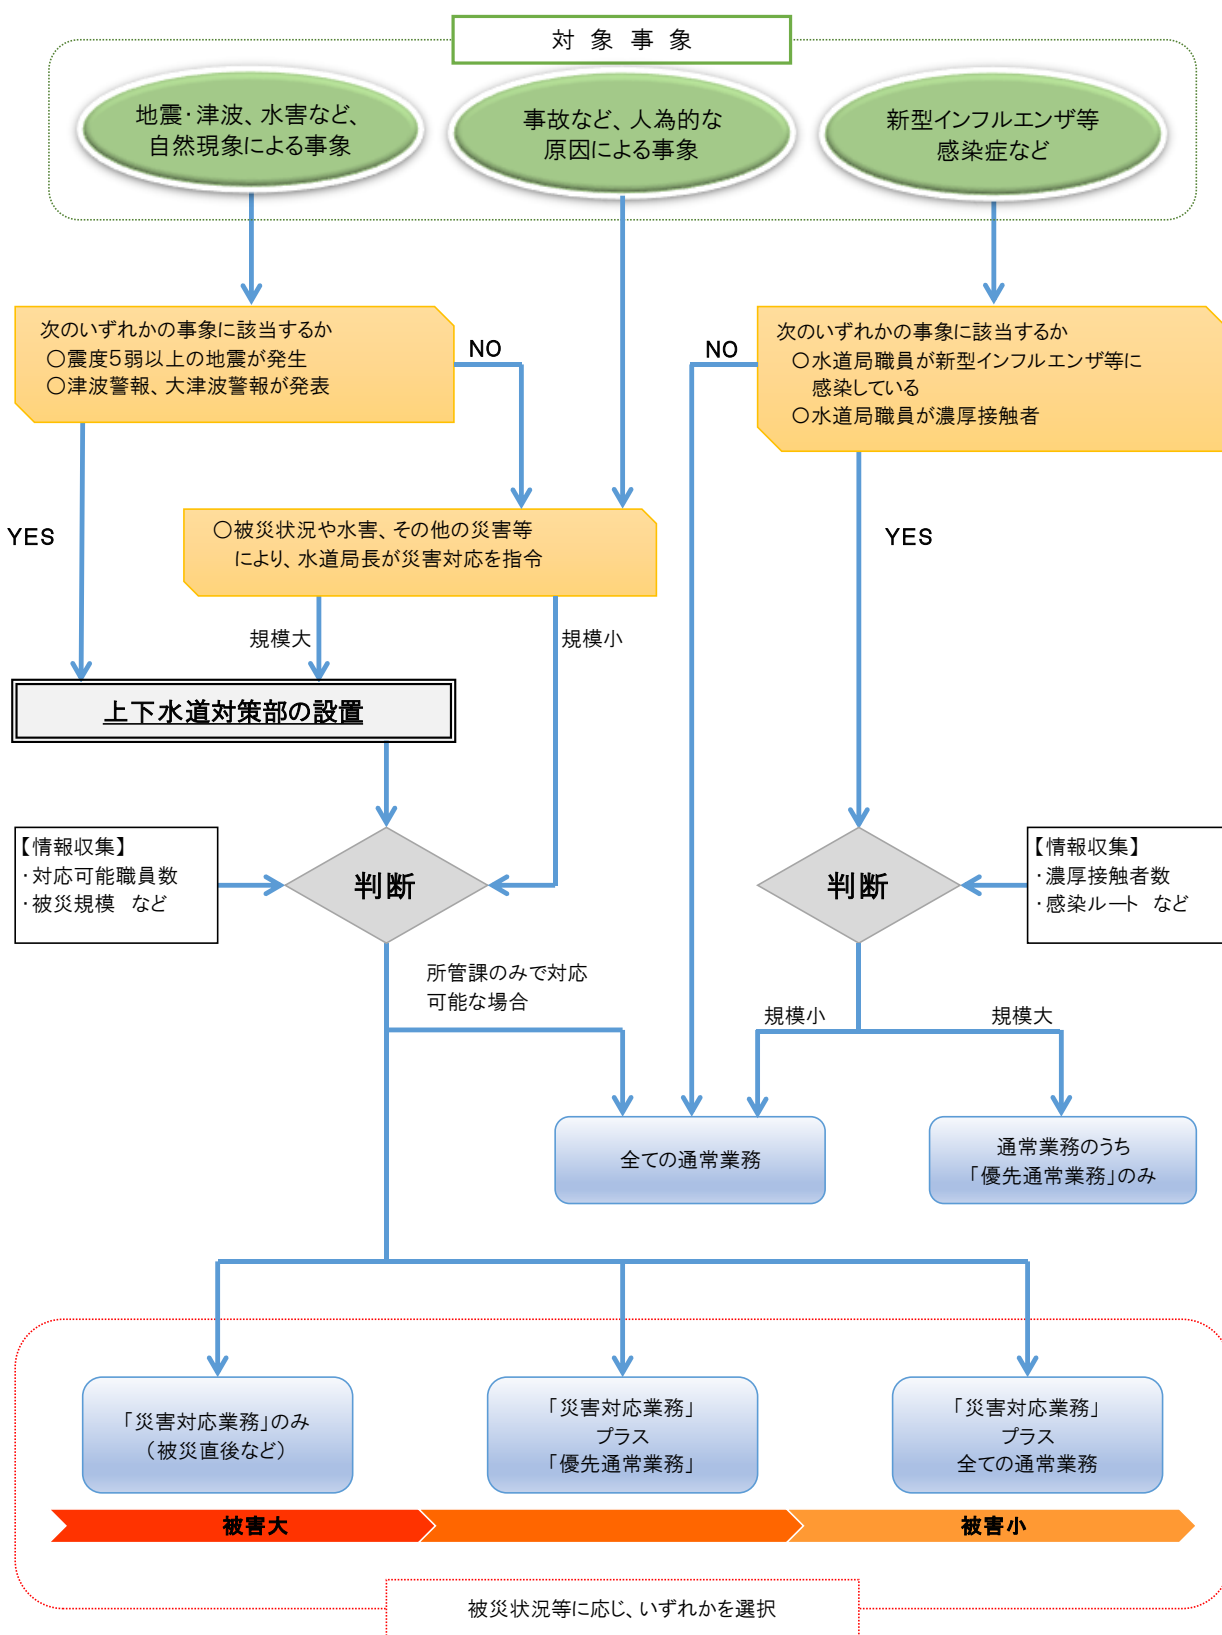 対　象　事　象
地震・津波、水害など、
自然現象による事象
事故など、人為的な
原因による事象
新型インフルエンザ等
感染症など
次のいずれかの事象に該当するか
○震度5弱以上の地震が発生
○津波警報、大津波警報が発表
NO
NO
次のいずれかの事象に該当するか
○水道局職員が新型インフルエンザ等に
感染している
○水道局職員が濃厚接触者
YES
○被災状況や水害、その他の災害等
により、水道局長が災害対応を指令
YES
規模大
規模小
上下水道対策部の設置
【情報収集】
・対応可能職員数
・被災規模　など
判断
判断
【情報収集】
・濃厚接触者数
・感染ルート　など
所管課のみで対応
可能な場合
規模小
規模大
全ての通常業務
通常業務のうち
「優先通常業務」のみ
「災害対応業務」のみ
（被災直後など）
「災害対応業務」
プラス
「優先通常業務」
「災害対応業務」
プラス
全ての通常業務
被害大
被害小
被災状況等に応じ、いずれかを選択